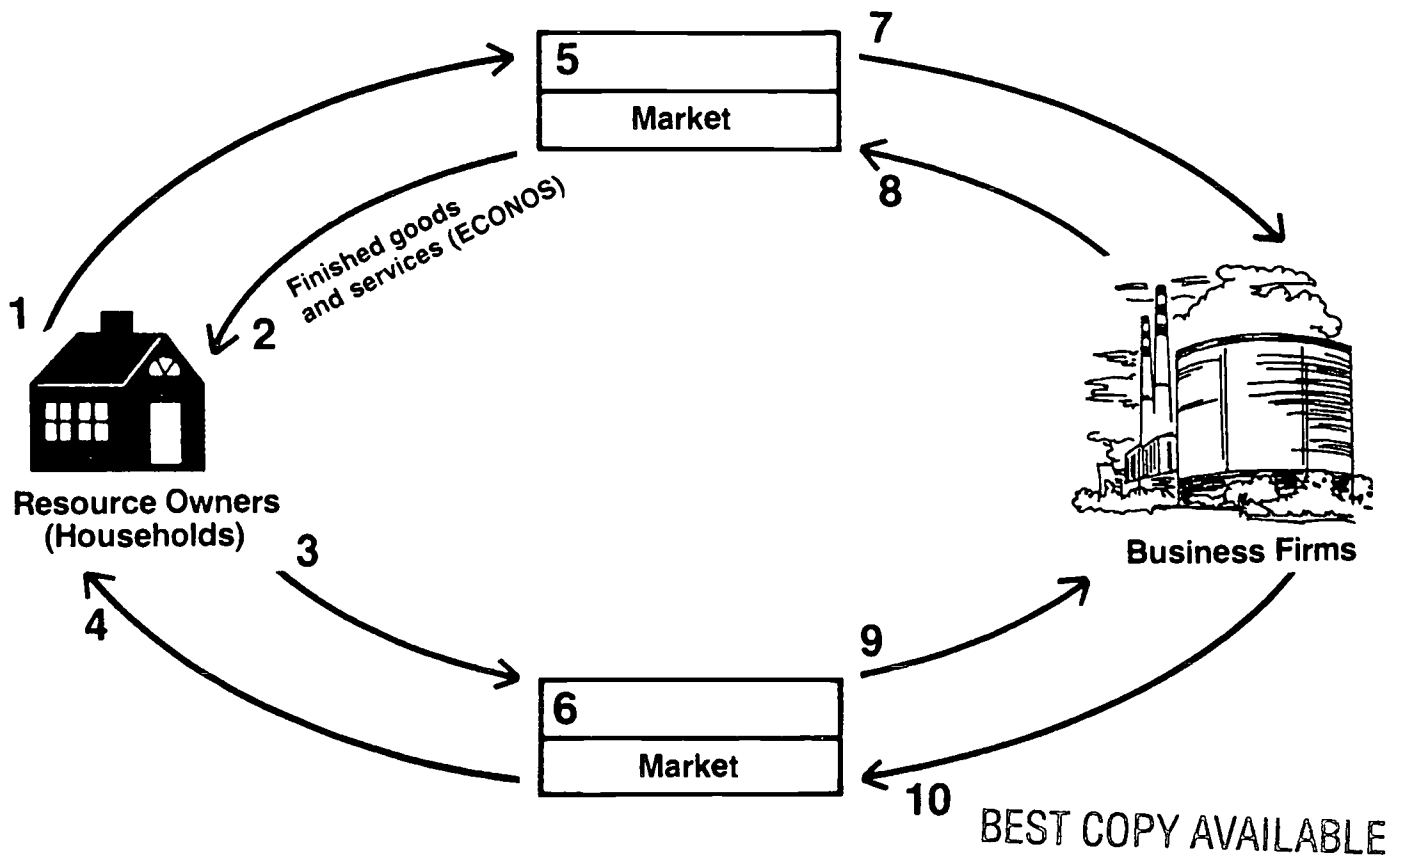 7
5
Market
8
Finished goods
and services (ECONOS)
1
2
Resource Owners
(Households)
3
Business Firms
4
9
6
Market
10
BEST COPY AVAILABLE